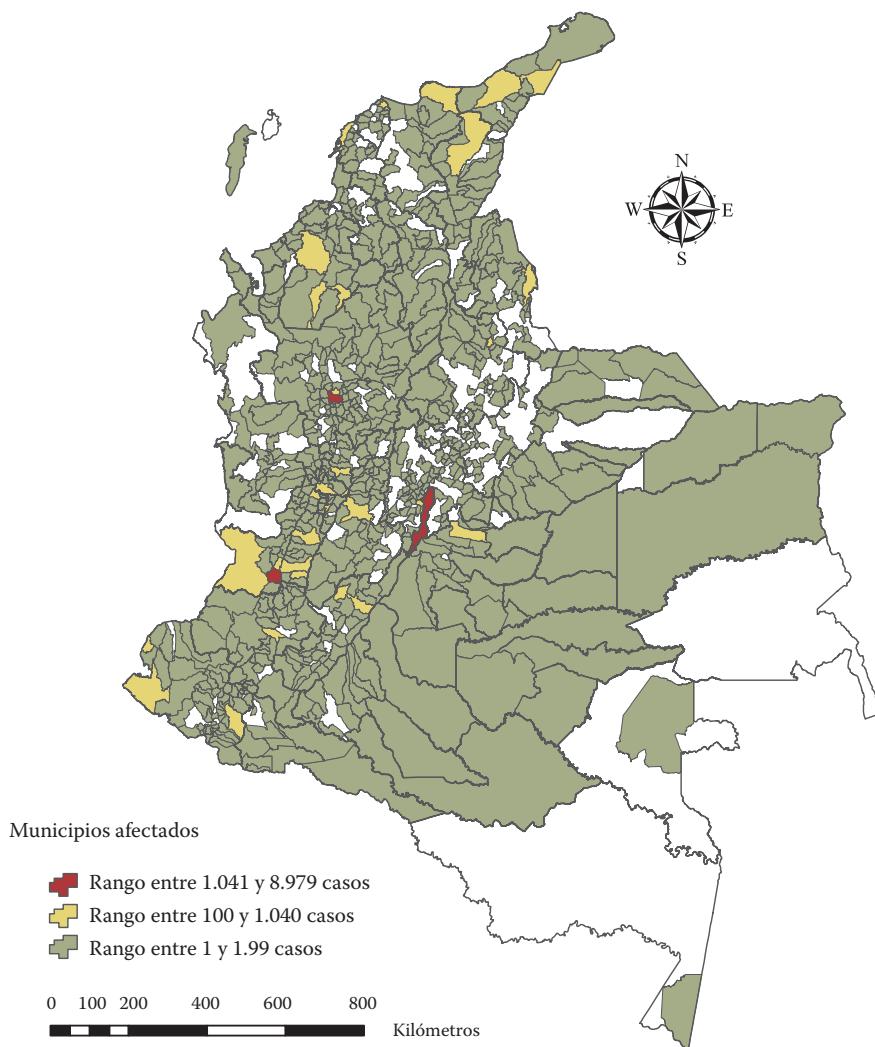 N
W E
S
Municipios afectados
Rango entre 1.041 y 8.979 casos
Rango entre 100 y 1.040 casos
Rango entre 1 y 1.99 casos
0 100 200 400 600 800
Kilómetros